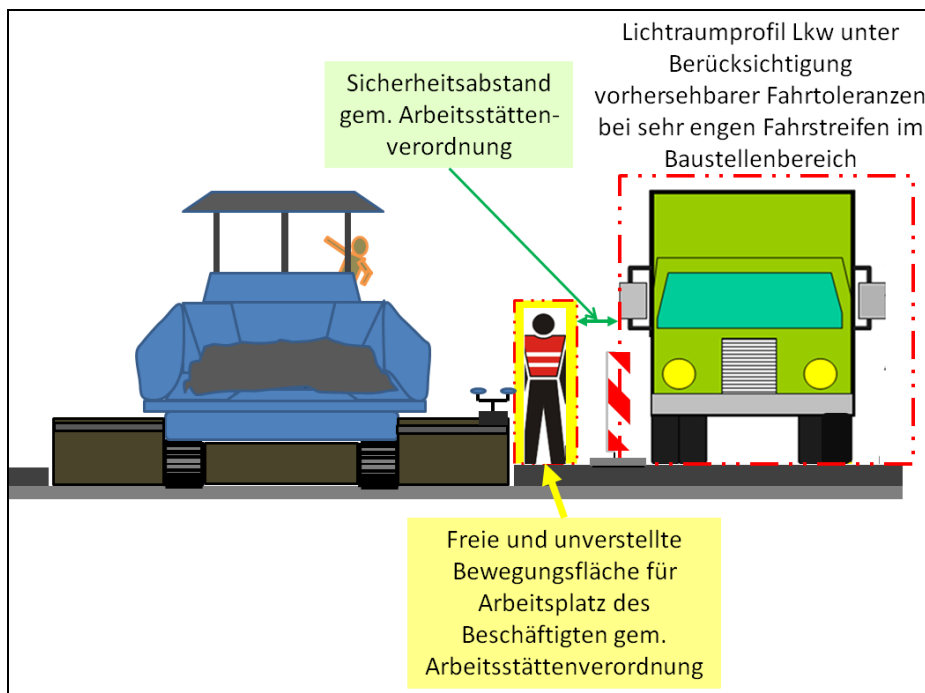 Lichtraumprofil Lkw unter
Berücksichtigung
vorhersehbarer Fahrtoleranzen
bei sehr engen Fahrstreifen im
Baustellenbereich
Sicherheitsabstand
gem. Arbeitsstätten-
verordnung
Freie und unverstellte
Bewegungsfläche für
Arbeitsplatz des
Beschäftigten gem.
Arbeitsstättenverordnung